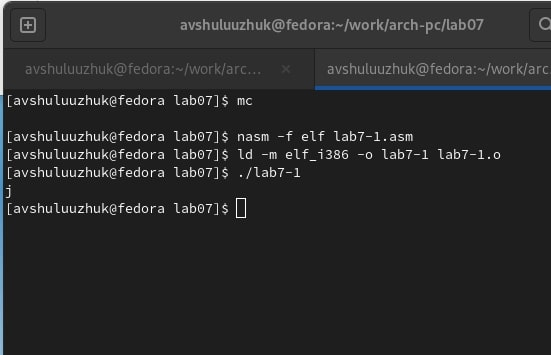 avshuluuzhuk@fedora:~/work/arch-pc/lab07
avshuluuzhuk@fedora:~/work/arc...
avshuluuzhuk@fedora:~/work/arc..
[avshuluuzhuk@fedora lab07]$ mc
[avshuluuzhuk@fedora lab07]$ nasm -f elf lab7-1.asm
[avshuluuzhuk@fedora lab07]$ ld -m elf_i386 -o lab7-1 lab7-1.o
[avshuluuzhuk@fedora lab07]$ ./lab7-1
j
[avshuluuzhuk@fedora lab07]$